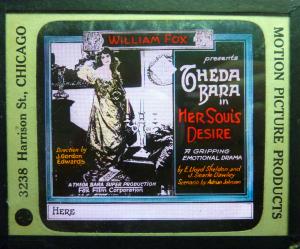 WILLIAM FOX
presents
THEDA
BARA
in
HER SOUL'S
DESIRE
A GRIPPING
EMOTIONAL DRAMA
by E. Lloyd Sheldon and
J. Searle Dawley
Scenario by Adrian Johnson
Direction by
J. Gordon
Edwards
A THEDA BARA SUPER PRODUCTION
FOX FILM CORPORATION
HERE
3238 Harrison St., CHICAGO
MOTION PICTURE PRODUCTS